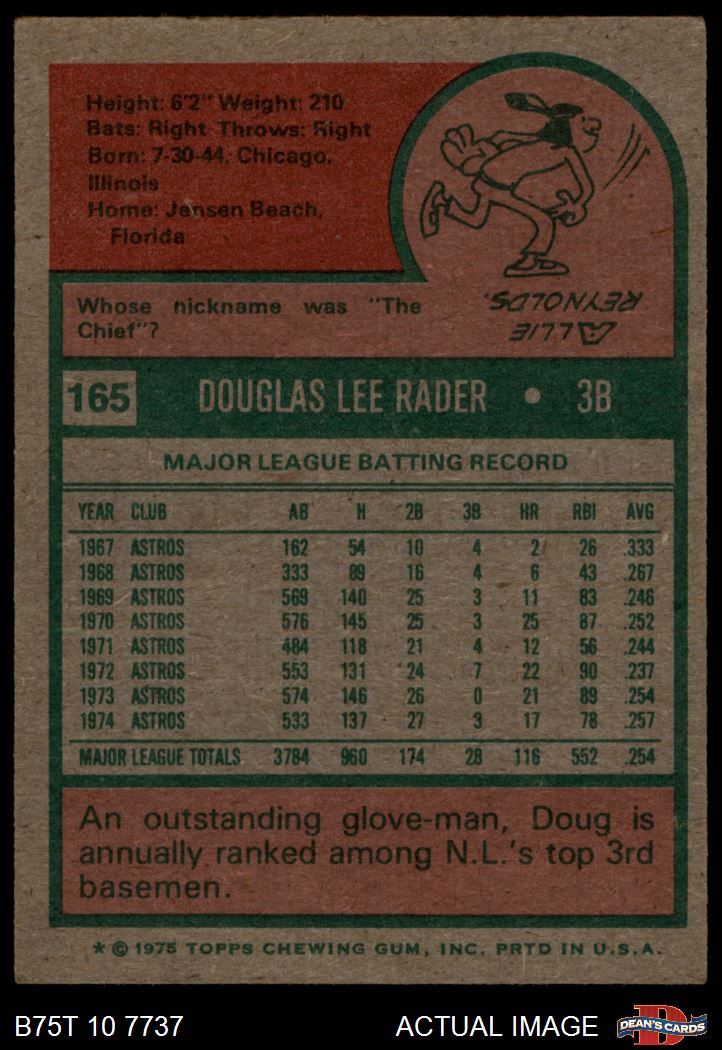 Height: 6'2" Weight: 210
Bats: Right Throws: Right
Born: 7-30-44, Chicago,
Illinois
Home: Jensen Beach,
Florida
Whose nickname was "The
Chief"?
ALLIE
REYNOLDS.
165 DOUGLAS LEE RADER • 3B
MAJOR LEAGUE BATTING RECORD
YEAR CLUB AB H 2B 3B HR RBI AVG
1967 ASTROS 162 54 10 4 2 26 .333
1968 ASTROS 333 89 16 4 6 43 .267
1969 ASTROS 569 140 25 3 11 83 .246
1970 ASTROS 576 145 25 3 25 87 .252
1971 ASTROS 484 118 21 4 12 56 .244
1972 ASTROS 553 131 24 7 22 90 .237
1973 ASTROS 574 146 26 0 21 89 .254
1974 ASTROS 533 137 27 3 17 78 .257
MAJOR LEAGUE TOTALS 3784 960 174 28 116 552 .254
An outstanding glove-man, Doug is
annually ranked among N.L.'s top 3rd
basemen.
* © 1975 TOPPS CHEWING GUM, INC. PRTD IN U.S.A.
B75T 10 7737 ACTUAL IMAGE D DEAN'S CARDS